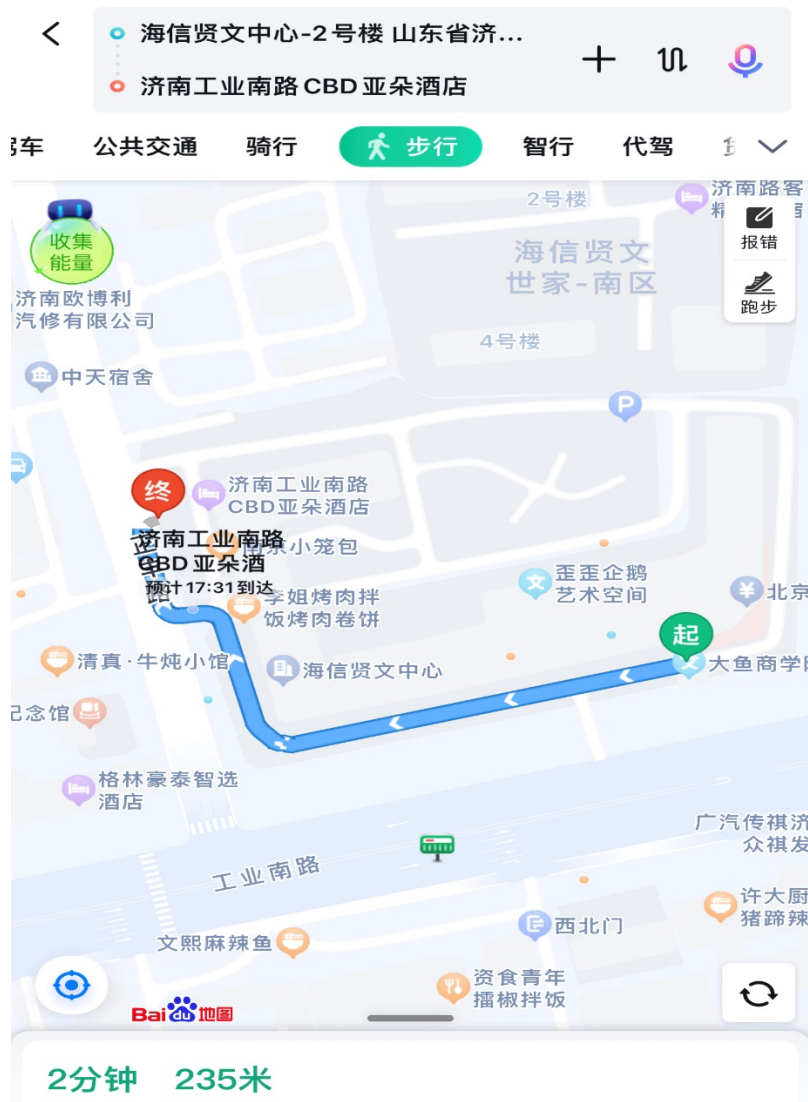 海信贤文中心-2号楼 山东省济...
济南工业南路CBD亚朵酒店
驾车 公共交通 骑行 步行 智行 代驾
2号楼
济南路客
报错
跑步
收集
能量
海信贤文
世家-南区
济南欧博利
汽修有限公司
4号楼
中天宿舍
P
终
济南工业南路
CBD亚朵酒店
济南工业南路
CBD亚朵酒
预计17:31到达
南京小笼包
李姐烤肉拌
饭烤肉卷饼
歪歪企鹅
艺术空间
北京
起
清真·牛炖小馆
海信贤文中心
大鱼商学
纪念馆
格林豪泰智选
酒店
广汽传祺济
众祺发
工业南路
许大厨
猪蹄辣
西北门
文熙麻辣鱼
资食青年
擂椒拌饭
Bai du 地图
2分钟 235米